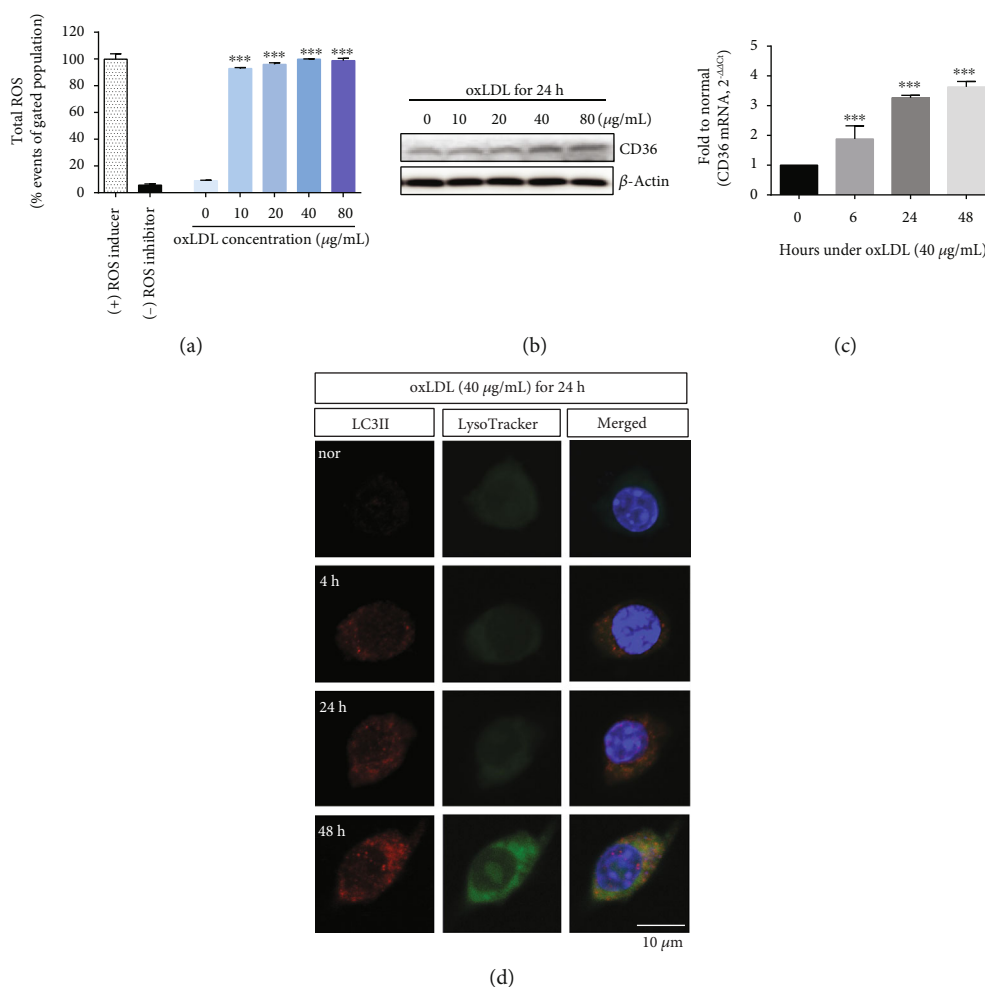 120
100
80
60
40
20
0
Total ROS
(% events of gated population)
*** *** *** ***
(+) ROS inducer
(−) ROS inhibitor
0 10 20 40 80
oxLDL concentration (μg/mL)
(a)
oxLDL for 24 h
0 10 20 40 80 (μg/mL)
CD36
β-Actin
(b)
5
4
3
2
1
0
Fold to normal
(CD36 mRNA, 2^-ΔΔCt)
*** *** ***
0 6 24 48
Hours under oxLDL (40 μg/mL)
(c)
oxLDL (40 μg/mL) for 24 h
LC3II LysoTracker Merged
nor
4 h
24 h
48 h
10 μm
(d)